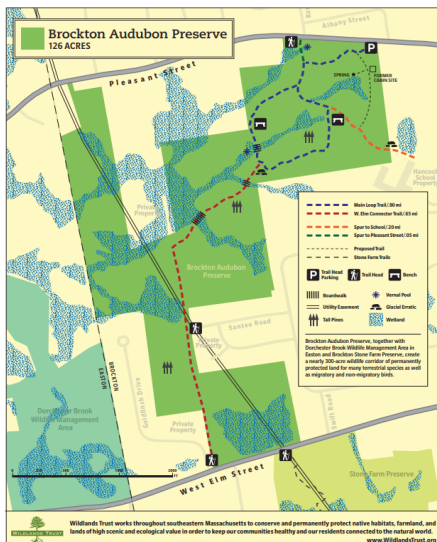 Brockton Audubon Preserve
126 ACRES
Albany Street
Pleasant Street
P
SPRING
FORMER
CABIN SITE
Hancock
School
Property
Private
Property
Main Loop Trail/.90 mi
W. Elm Connector Trail/.65 mi
Spur to School/.20 mi
Spur to Pleasant Street/.05 mi
Proposed Trail
Stone Farm Trails
P Trail Head
Parking
Trail Head
Bench
Boardwalk
Vernal Pool
Utility Easement
Glacial Erratic
Tall Pines
Wetland
Brockton Audubon Preserve, together with
Dorchester Brook Wildlife Management Area in
Easton and Brockton Stone Farm Preserve, create
a nearly 300-acre wildlife corridor of permanently
protected land for many terrestrial species as well
as migratory and non-migratory birds.
Brockton Audubon
Preserve
Santee Road
Private
Property
BROCKTON
EASTON
Dorchester Brook
Wildlife Management
Area
Private
Property
West Elm Street
Stone Farm Preserve
WILDLANDS TRUST
Wildlands Trust works throughout southeastern Massachusetts to conserve and permanently protect native habitats, farmland, and
lands of high scenic and ecological value in order to keep our communities healthy and our residents connected to the natural world.
www.WildlandsTrust.org